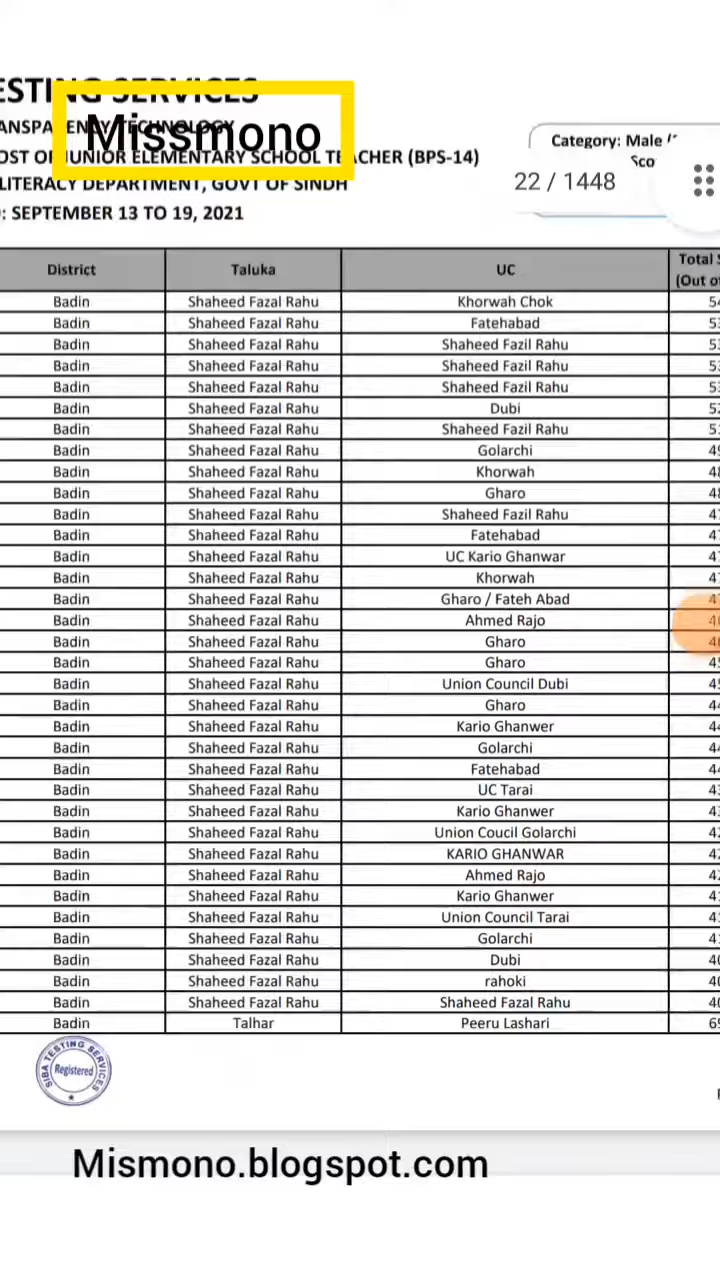 ESTING SERVICES
Missmono
ANSPARENCY TECHNOLOGY
OST OF JUNIOR ELEMENTARY SCHOOL TEACHER (BPS-14)
LITERACY DEPARTMENT, GOVT OF SINDH
: SEPTEMBER 13 TO 19, 2021
Category: Male
Sco
22 / 1448
District Taluka UC Total
(Out o
Badin Shaheed Fazal Rahu Khorwah Chok
Badin Shaheed Fazal Rahu Fatehabad
Badin Shaheed Fazal Rahu Shaheed Fazil Rahu
Badin Shaheed Fazal Rahu Shaheed Fazil Rahu
Badin Shaheed Fazal Rahu Shaheed Fazil Rahu
Badin Shaheed Fazal Rahu Dubi
Badin Shaheed Fazal Rahu Shaheed Fazil Rahu
Badin Shaheed Fazal Rahu Golarchi
Badin Shaheed Fazal Rahu Khorwah
Badin Shaheed Fazal Rahu Gharo
Badin Shaheed Fazal Rahu Shaheed Fazil Rahu
Badin Shaheed Fazal Rahu Fatehabad
Badin Shaheed Fazal Rahu UC Kario Ghanwar
Badin Shaheed Fazal Rahu Khorwah
Badin Shaheed Fazal Rahu Gharo / Fateh Abad
Badin Shaheed Fazal Rahu Ahmed Rajo
Badin Shaheed Fazal Rahu Gharo
Badin Shaheed Fazal Rahu Gharo
Badin Shaheed Fazal Rahu Union Council Dubi
Badin Shaheed Fazal Rahu Gharo
Badin Shaheed Fazal Rahu Kario Ghanwer
Badin Shaheed Fazal Rahu Golarchi
Badin Shaheed Fazal Rahu Fatehabad
Badin Shaheed Fazal Rahu UC Tarai
Badin Shaheed Fazal Rahu Kario Ghanwer
Badin Shaheed Fazal Rahu Union Coucil Golarchi
Badin Shaheed Fazal Rahu KARIO GHANWAR
Badin Shaheed Fazal Rahu Ahmed Rajo
Badin Shaheed Fazal Rahu Kario Ghanwer
Badin Shaheed Fazal Rahu Union Council Tarai
Badin Shaheed Fazal Rahu Golarchi
Badin Shaheed Fazal Rahu Dubi
Badin Shaheed Fazal Rahu rahoki
Badin Shaheed Fazal Rahu Shaheed Fazal Rahu
Badin Talhar Peeru Lashari
SIBA TESTING SERVICES
Registered
Mismono.blogspot.com